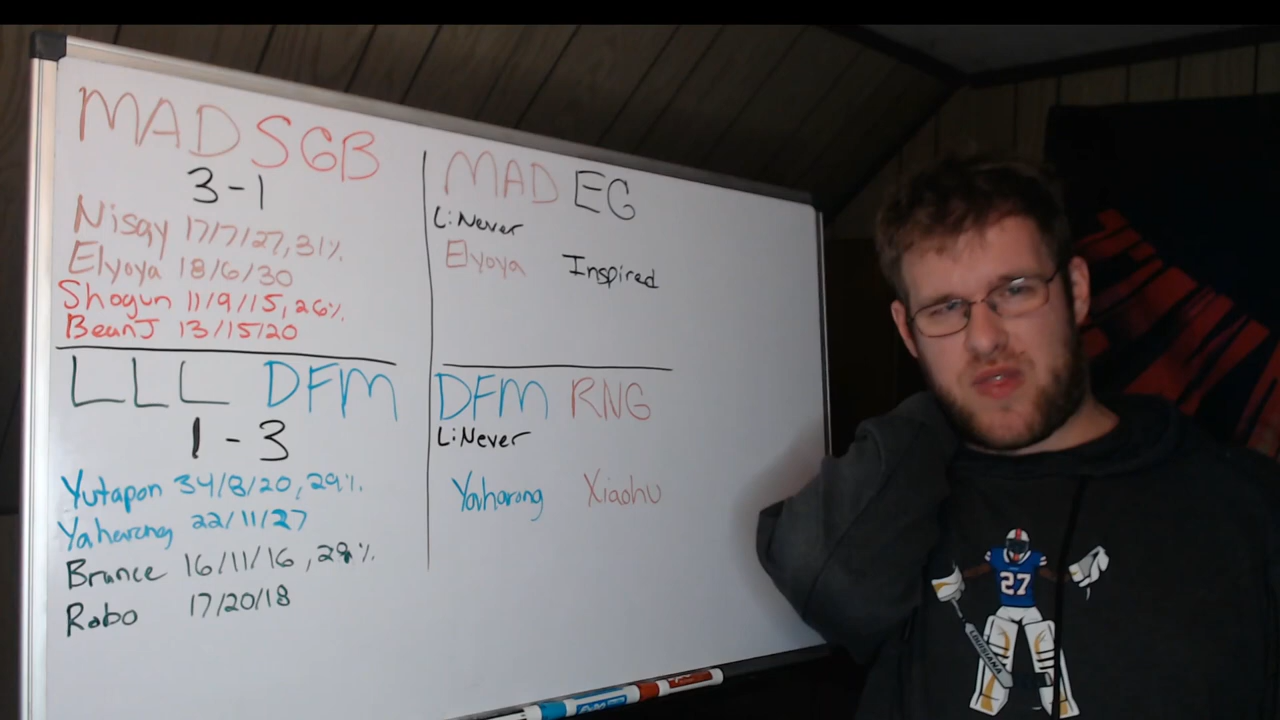 MAD SGB
3-1
Nisqy 17/7/27, 31%
Elyoya 18/6/30
Shogun 11/9/15, 26%
BeanJ 13/15/20
LLL DFM
1-3
Yutapon 34/8/20, 29%
Yaharong 22/11/27
Brance 16/11/16, 28%
Robo 17/20/18
MAD EG
L:Never
Elyoya Inspired
DFM RNG
L:Never
Yaharong Xiaohu
27
LOUISIANA